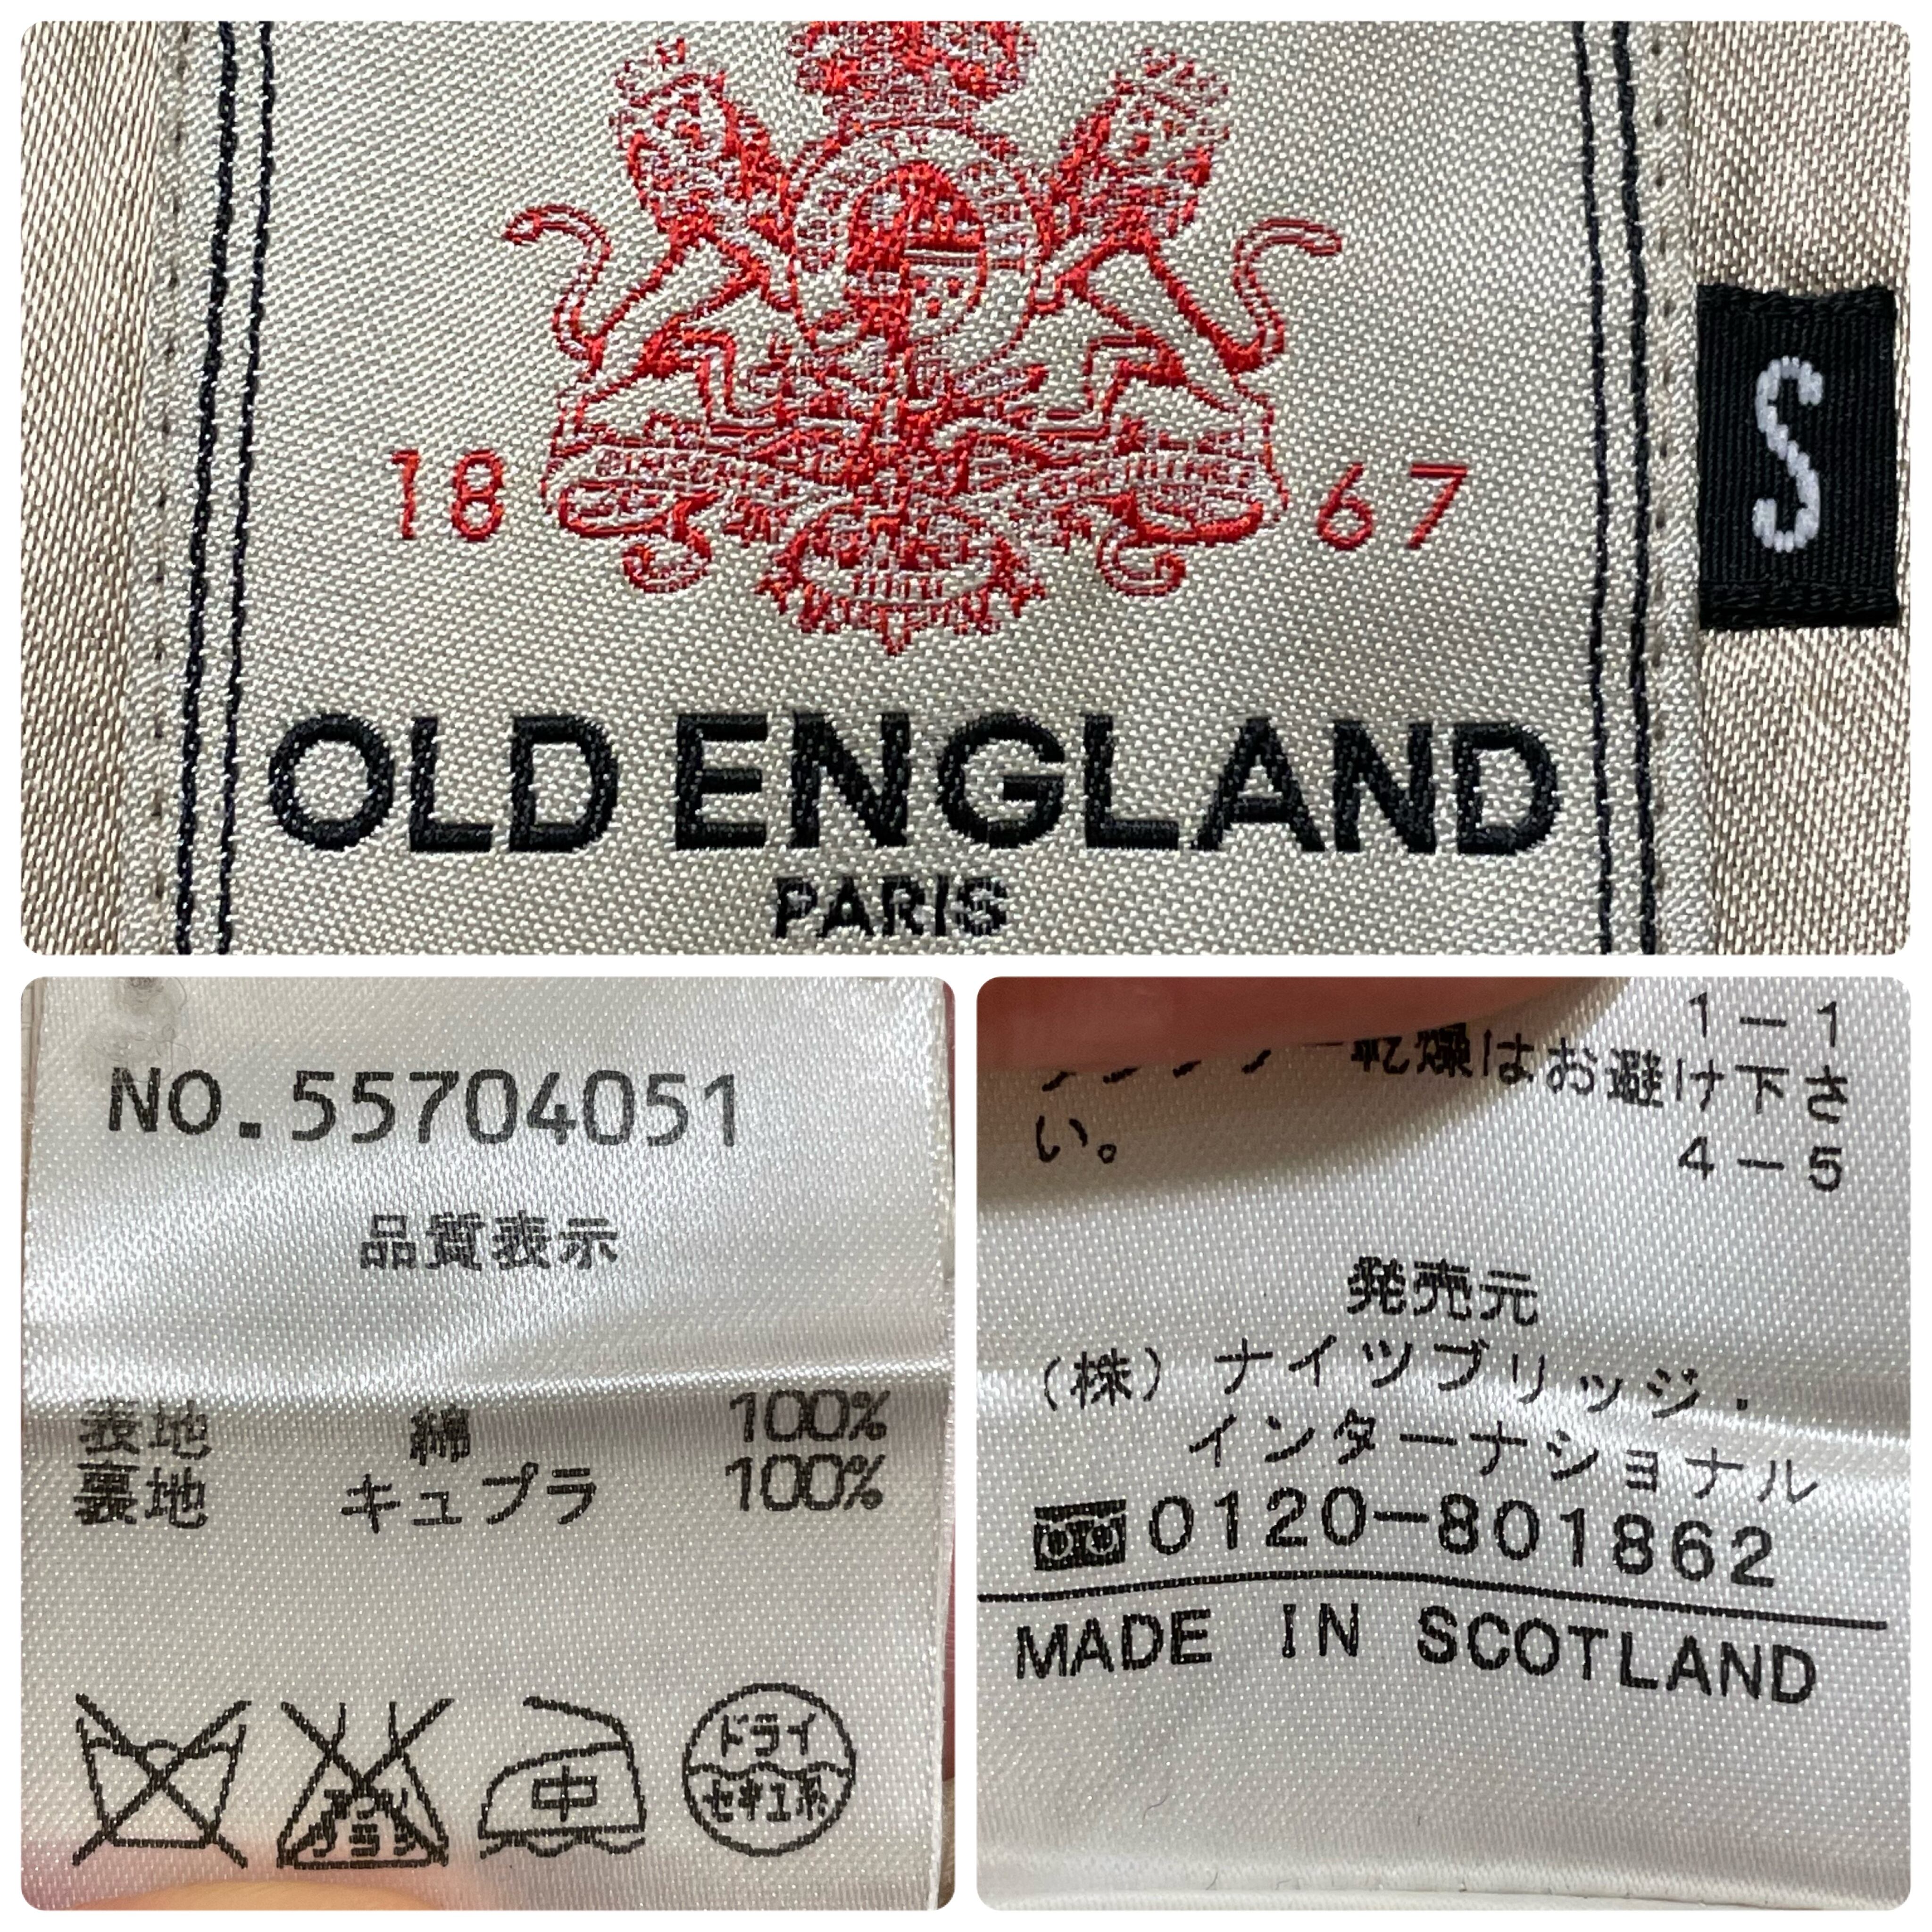 18 67
OLD ENGLAND
PARIS
S
NO.55704051
品質表示
表地 綿 100%
裏地 キュプラ 100%
中
ドライ
セキユ系
1-1
乾燥はお避け下さ
い。
4-5
発売元
(株)ナイツブリッジ・
インターナショナル
0120-801862
MADE IN SCOTLAND